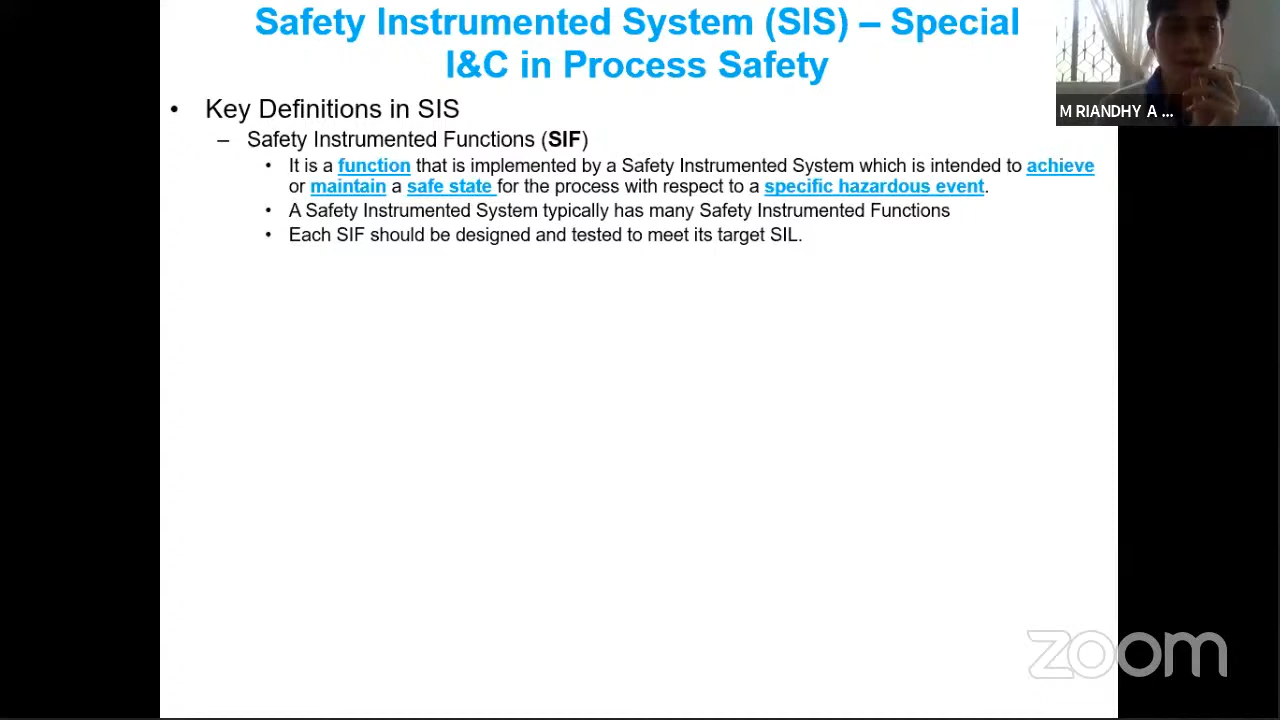 Safety Instrumented System (SIS) – Special
I&C in Process Safety
M RIANDHY A ...
• Key Definitions in SIS
– Safety Instrumented Functions (SIF)
• It is a function that is implemented by a Safety Instrumented System which is intended to achieve
or maintain a safe state for the process with respect to a specific hazardous event.
• A Safety Instrumented System typically has many Safety Instrumented Functions
• Each SIF should be designed and tested to meet its target SIL.
zoom